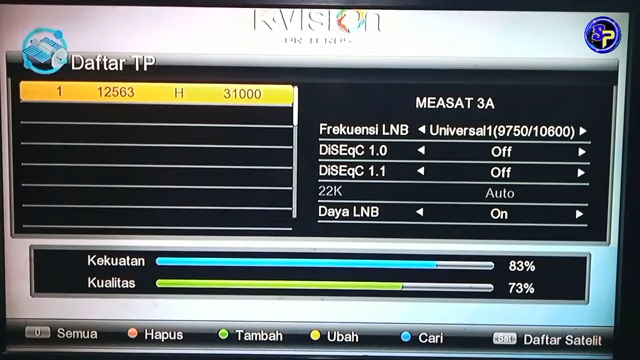 K-VISION
SP
Daftar TP
1 12563 H 31000
MEASAT 3A
Frekuensi LNB Universal1(9750/10600)
DiSEqC 1.0 Off
DiSEqC 1.1 Off
22K Auto
Daya LNB On
Kekuatan 83%
Kualitas 73%
0 Semua Hapus Tambah Ubah Cari Sat Daftar Satelit